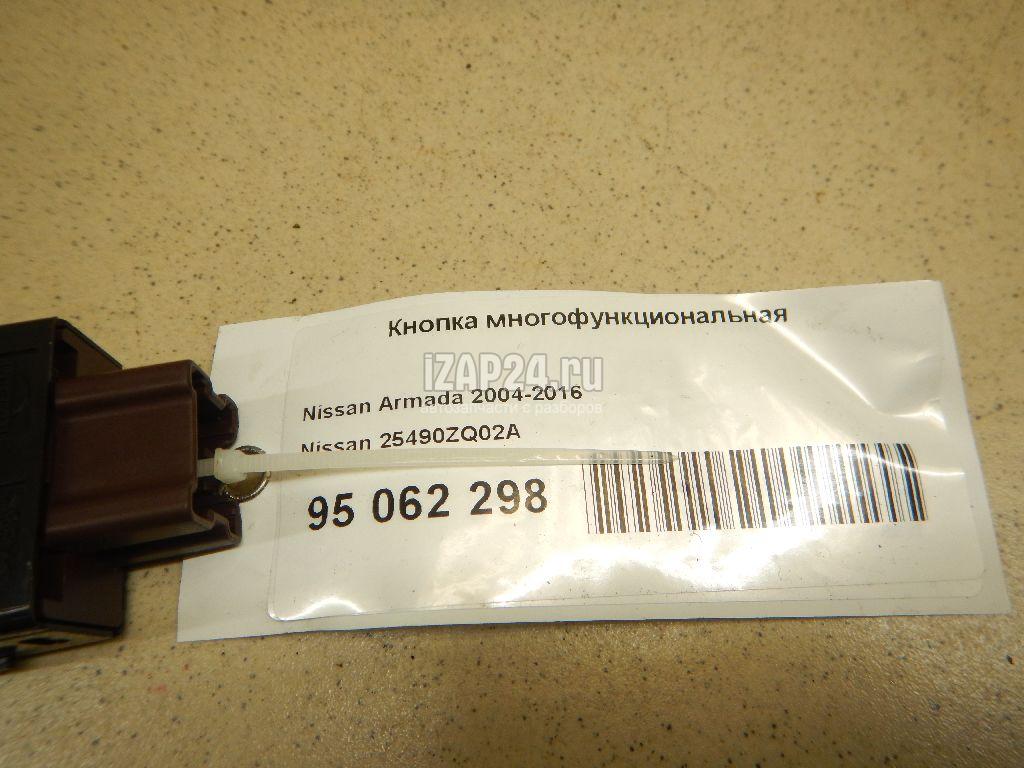 Кнопка многофункциональная
iZAP24.ru
автозапчасти с разборов
Nissan Armada 2004-2016
Nissan 25490ZQ02A
95 062 298